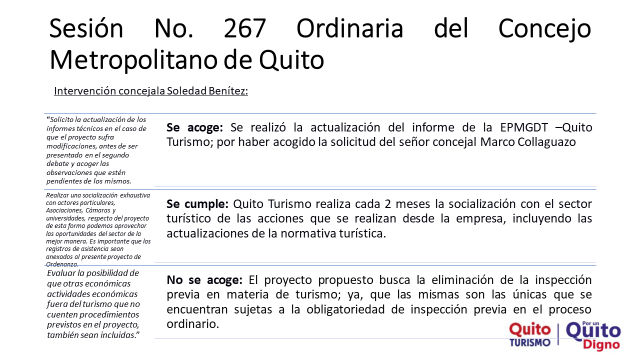 Sesión No. 267 Ordinaria del Concejo
Metropolitano de Quito
Intervención concejala Soledad Benítez:
"Solicito la actualización de los
informes técnicos en el caso de
que el proyecto sufra
modificaciones, antes de ser
presentado en el segundo
debate y acoger las
observaciones que estén
pendientes de los mismos.
Se acoge: Se realizó la actualización del informe de la EPMGDT –Quito
Turismo; por haber acogido la solicitud del señor concejal Marco Collaguazo
Realizar una socialización exhaustiva
con actores particulares,
Asociaciones, Cámaras y
universidades, respecto del proyecto
de esta forma podemos aprovechar
las oportunidades del sector de la
mejor manera. Es importante que los
registros de asistencia sean
anexados al presente proyecto de
Ordenanza.
Se cumple: Quito Turismo realiza cada 2 meses la socialización con el sector
turístico de las acciones que se realizan desde la empresa, incluyendo las
actualizaciones de la normativa turística.
Evaluar la posibilidad de
que otras económicas
actividades económicas
fuera del turismo que no
cuenten procedimientos
previstos en el proyecto,
también sean incluidas."
No se acoge: El proyecto propuesto busca la eliminación de la inspección
previa en materia de turismo; ya, que las mismas son las únicas que se
encuentran sujetas a la obligatoriedad de inspección previa en el proceso
ordinario.
Quito
TURISMO
Por un
Quito
Digno